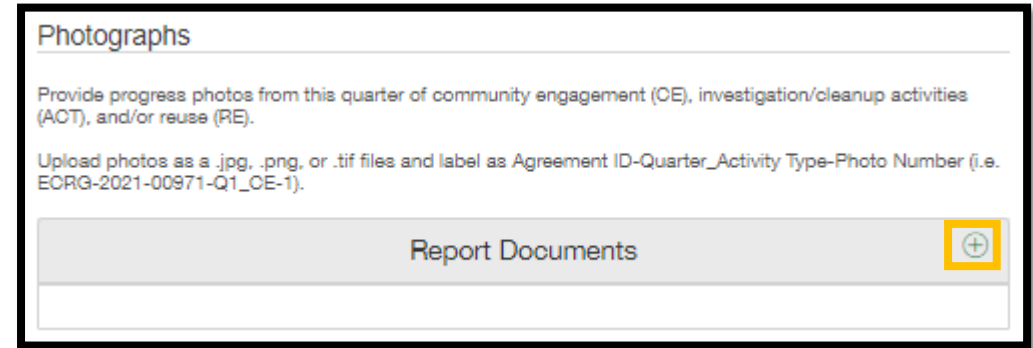 Photographs
Provide progress photos from this quarter of community engagement (CE), investigation/cleanup activities
(ACT), and/or reuse (RE).
Upload photos as a .jpg, .png, or .tif files and label as Agreement ID-Quarter_Activity Type-Photo Number (i.e.
ECRG-2021-00971-Q1_CE-1).
Report Documents